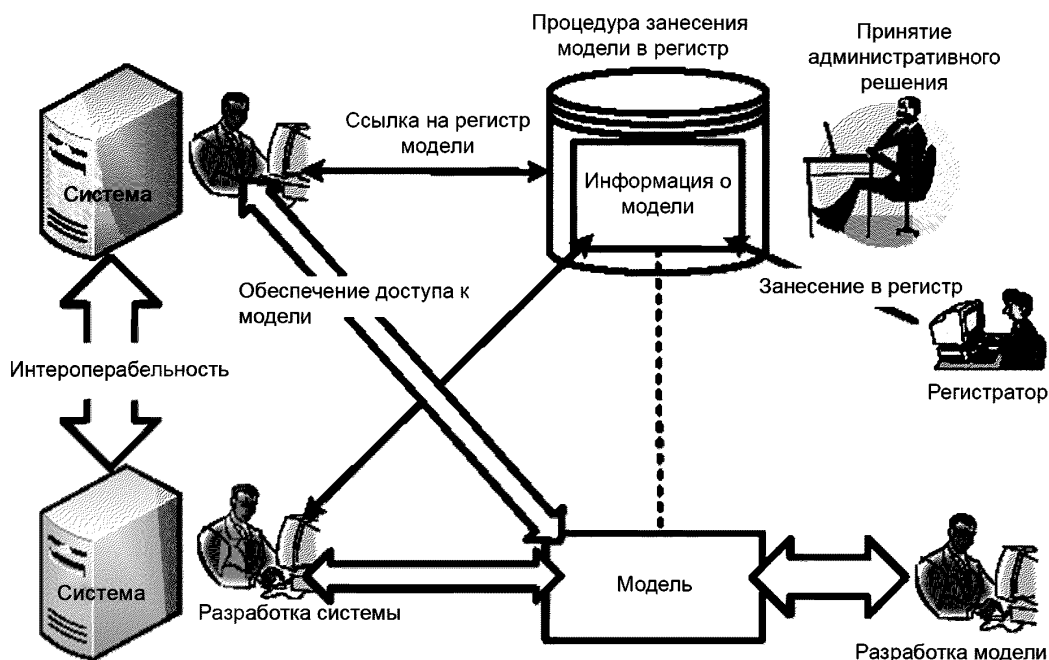 Процедура занесения
модели в регистр
Принятие
административного
решения
Ссылка на регистр
модели
Система
Информация о
модели
Обеспечение доступа к
модели
Занесение в регистр
Интероперабельность
Регистратор
Система
Разработка системы
Модель
Разработка модели